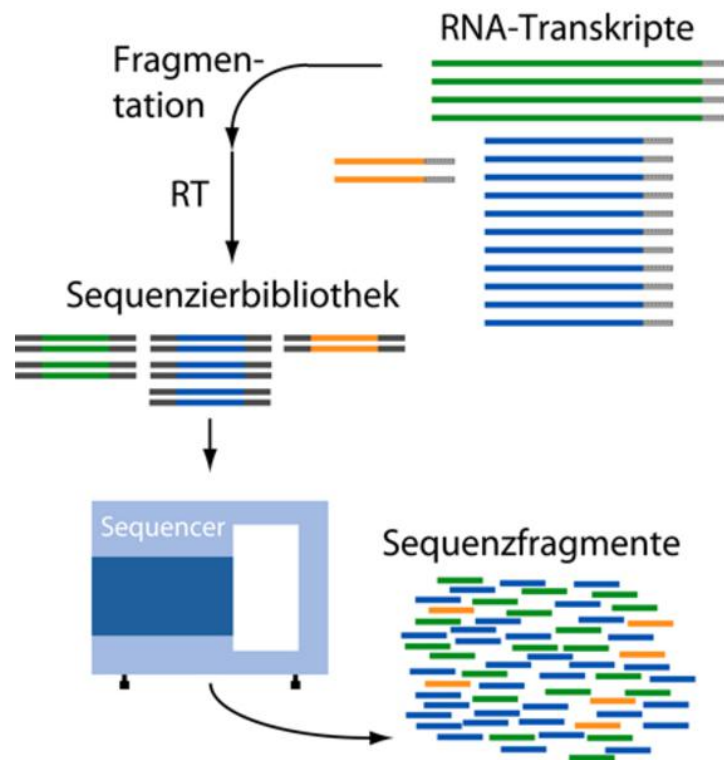 RNA-Transkripte
Fragmen-
tation
RT
Sequenzierbibliothek
Sequencer
Sequenzfragmente